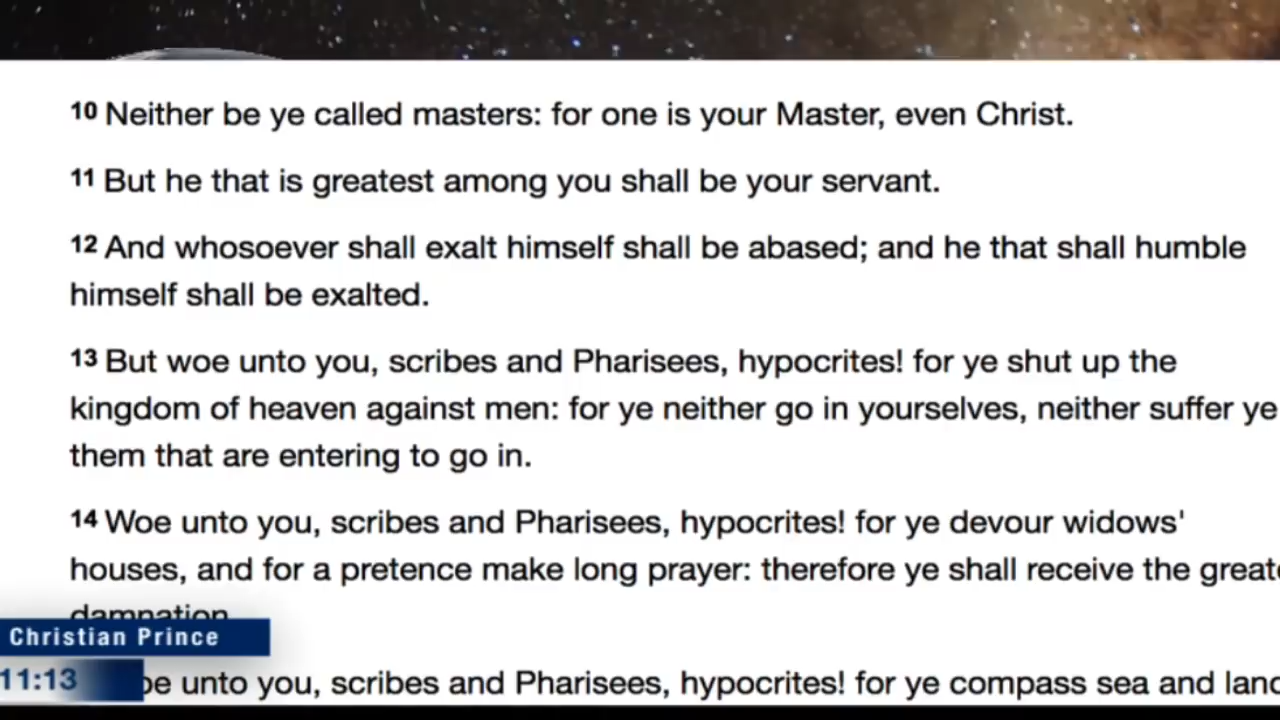 10 Neither be ye called masters: for one is your Master, even Christ.
11 But he that is greatest among you shall be your servant.
12 And whosoever shall exalt himself shall be abased; and he that shall humble
himself shall be exalted.
13 But woe unto you, scribes and Pharisees, hypocrites! for ye shut up the
kingdom of heaven against men: for ye neither go in yourselves, neither suffer ye
them that are entering to go in.
14 Woe unto you, scribes and Pharisees, hypocrites! for ye devour widows'
houses, and for a pretence make long prayer: therefore ye shall receive the
damnation
Christian Prince
11:13
unto you, scribes and Pharisees, hypocrites! for ye compass sea and